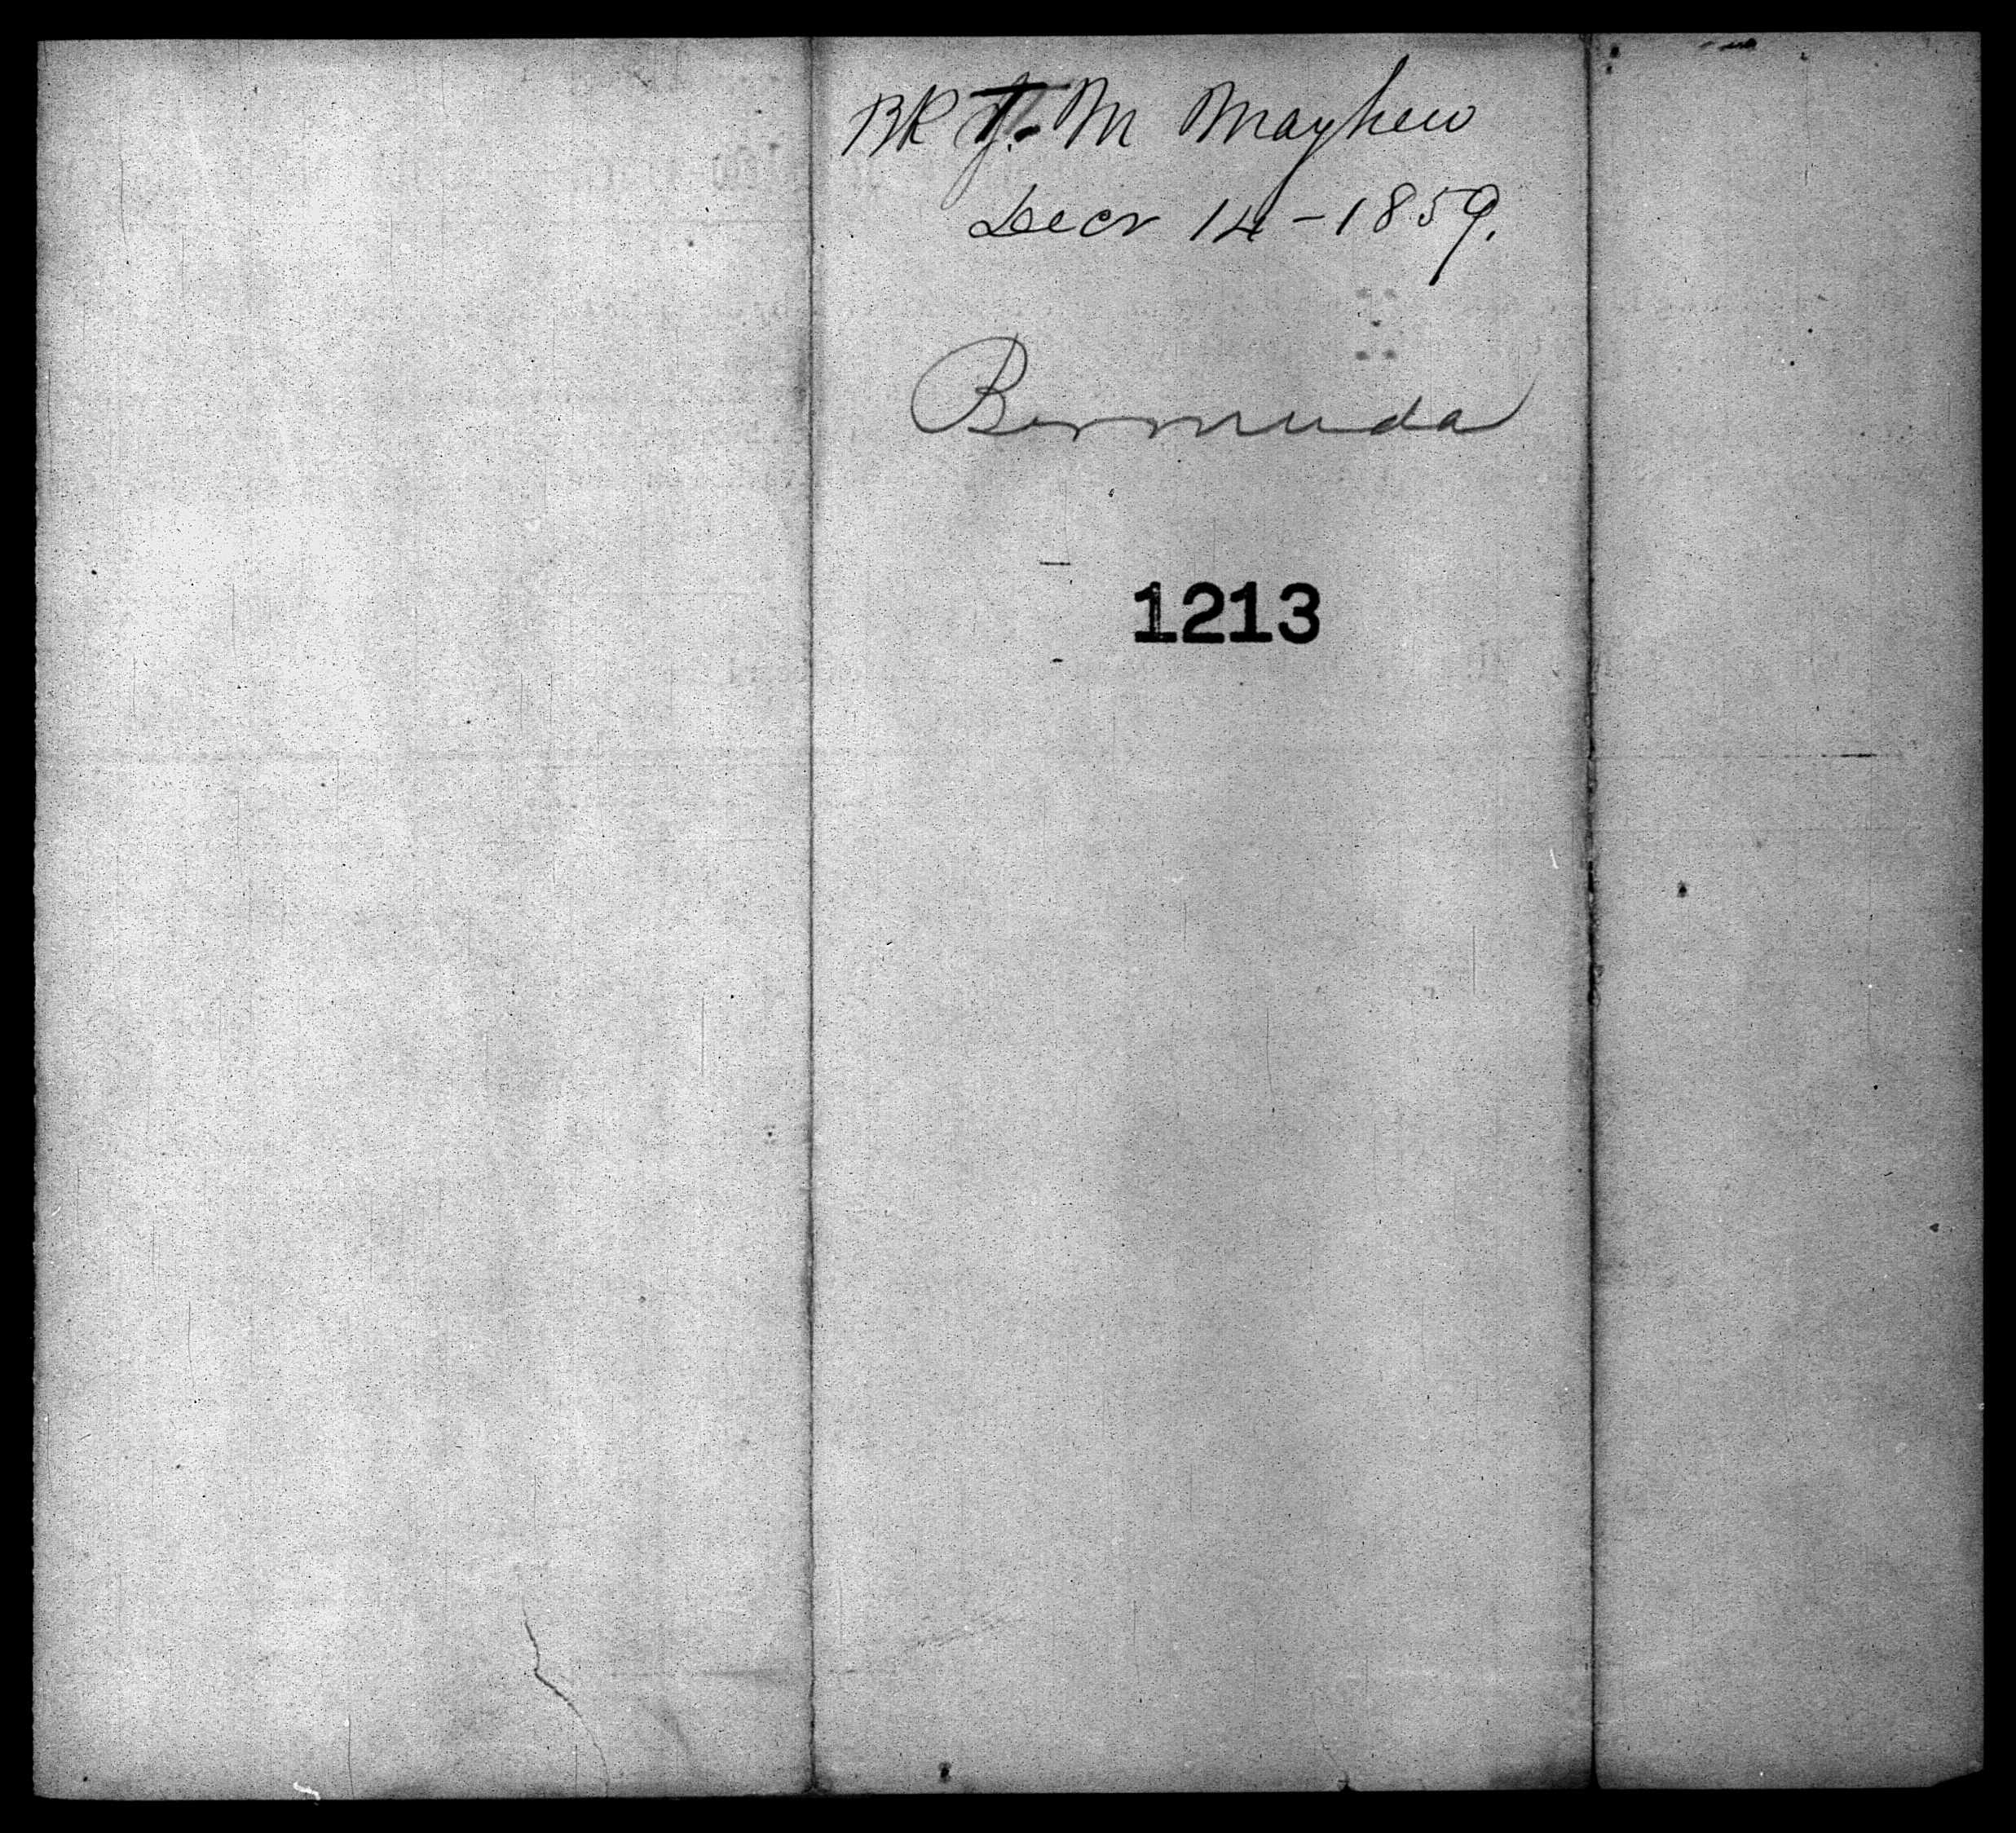 BK T. M Mayhew
Decr 14 - 1859.
Bermuda
1213